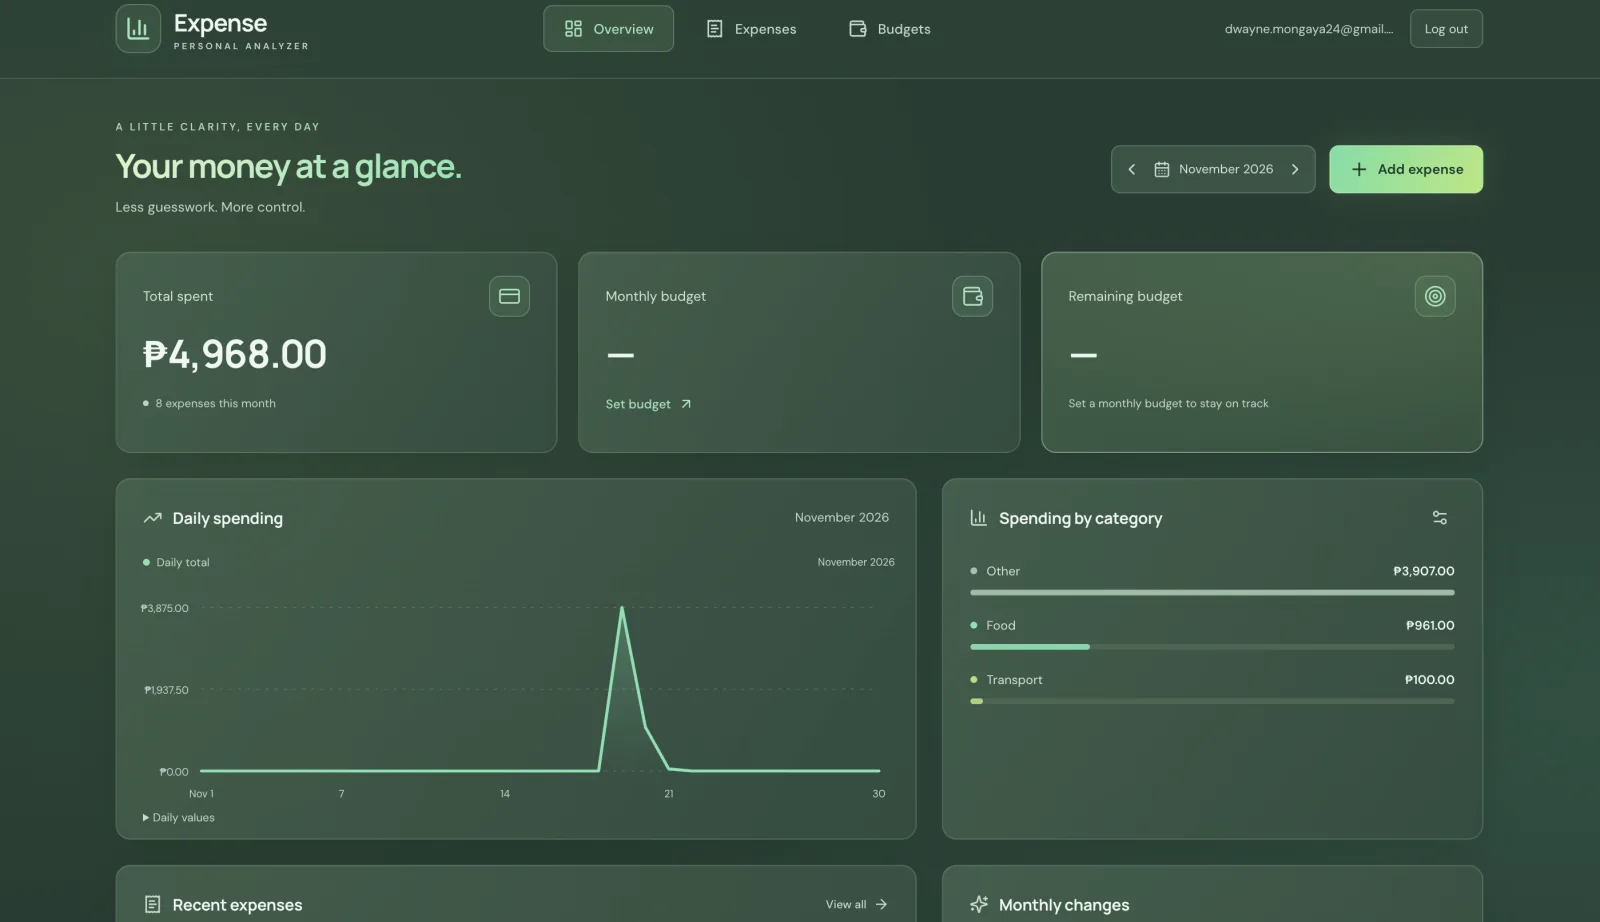 Expense
PERSONAL ANALYZER
Overview
Expenses
Budgets
dwayne.mongaya24@gmail....
Log out
A LITTLE CLARITY, EVERY DAY
Your money at a glance.
Less guesswork. More control.
November 2026
Add expense
Total spent
₱4,968.00
8 expenses this month
Monthly budget
—
Set budget
Remaining budget
—
Set a monthly budget to stay on track
Daily spending
November 2026
Daily total
November 2026
₱3,875.00
₱1,937.50
₱0.00
Nov 1 7 14 21 30
Daily values
Spending by category
Other ₱3,907.00
Food ₱961.00
Transport ₱100.00
Recent expenses
View all
Monthly changes